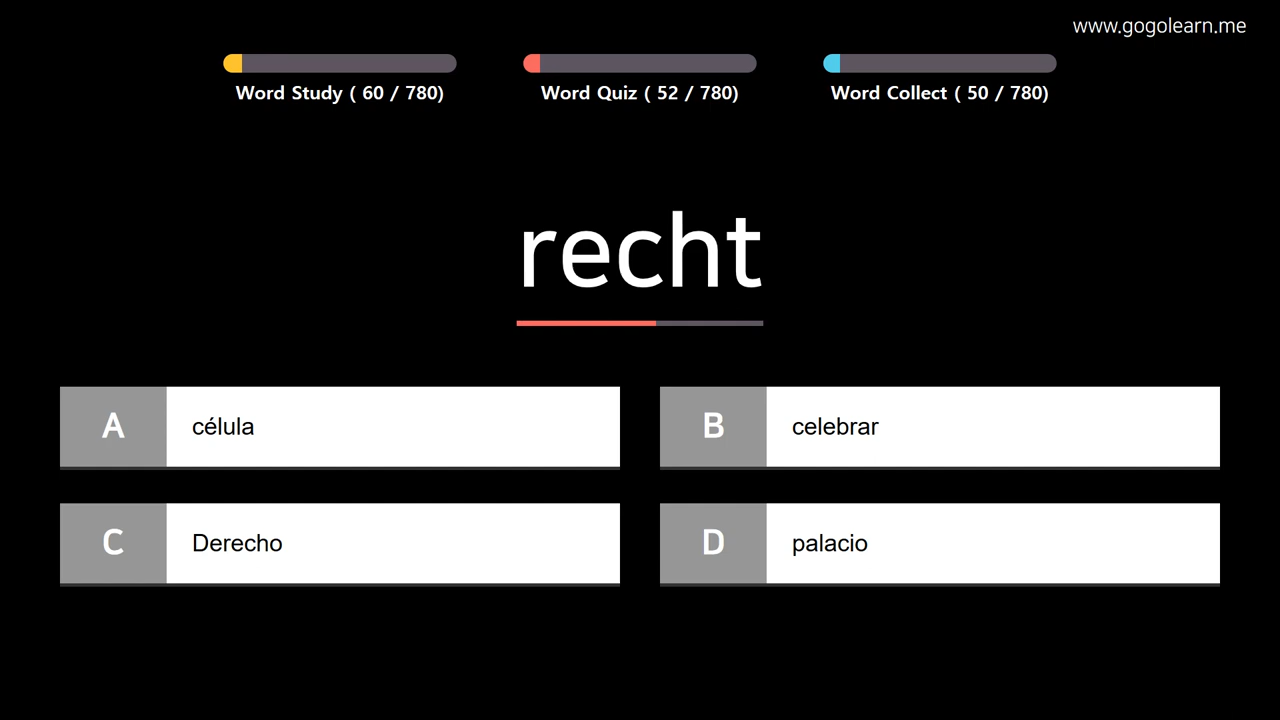 www.gogolearn.me
Word Study ( 60 / 780)
Word Quiz ( 52 / 780)
Word Collect ( 50 / 780)
recht
A célula
B celebrar
C Derecho
D palacio